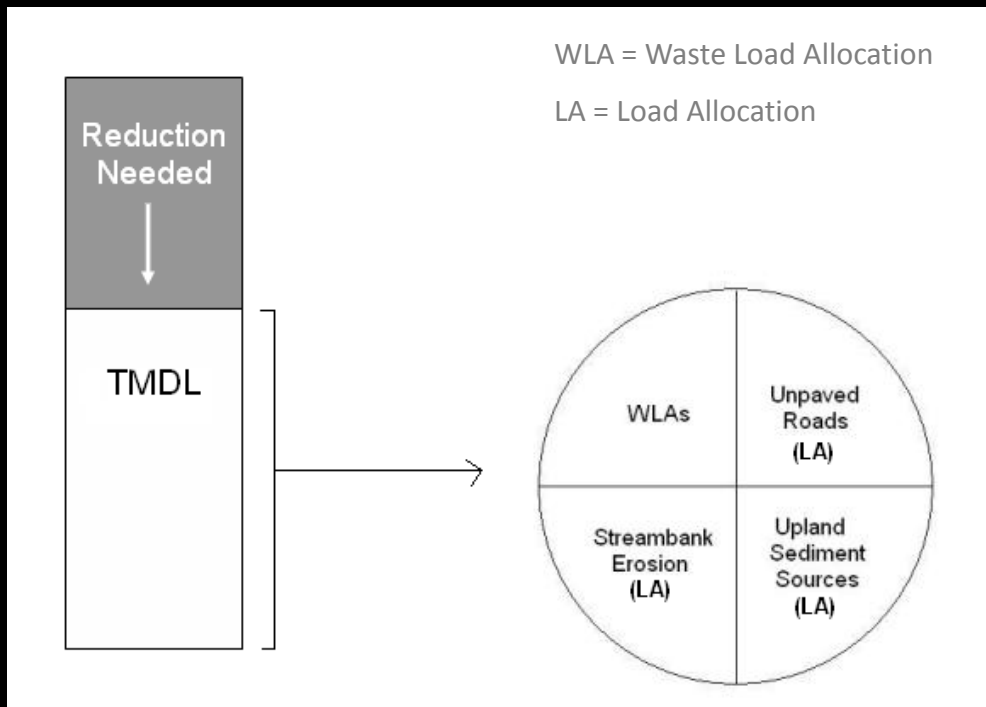 WLA = Waste Load Allocation
LA = Load Allocation
Reduction
Needed
TMDL
WLAs
Unpaved
Roads
(LA)
Streambank
Erosion
(LA)
Upland
Sediment
Sources
(LA)